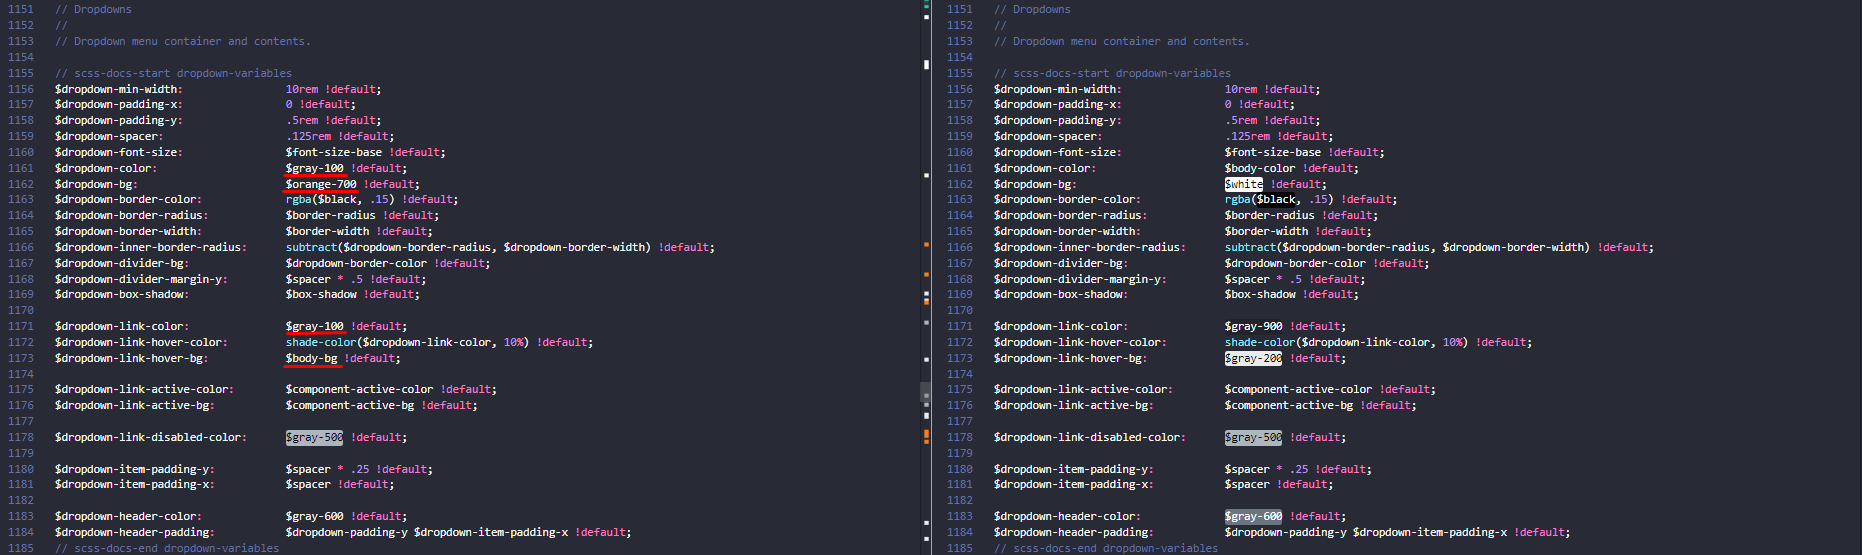 1151 // Dropdowns
1152 //
1153 // Dropdown menu container and contents.
1154
1155 // scss-docs-start dropdown-variables
1156 $dropdown-min-width: 10rem !default;
1157 $dropdown-padding-x: 0 !default;
1158 $dropdown-padding-y: .5rem !default;
1159 $dropdown-spacer: .125rem !default;
1160 $dropdown-font-size: $font-size-base !default;
1161 $dropdown-color: $gray-100 !default;
1162 $dropdown-bg: $orange-700 !default;
1163 $dropdown-border-color: rgba($black, .15) !default;
1164 $dropdown-border-radius: $border-radius !default;
1165 $dropdown-border-width: $border-width !default;
1166 $dropdown-inner-border-radius: subtract($dropdown-border-radius, $dropdown-border-width) !default;
1167 $dropdown-divider-bg: $dropdown-border-color !default;
1168 $dropdown-divider-margin-y: $spacer * .5 !default;
1169 $dropdown-box-shadow: $box-shadow !default;
1170
1171 $dropdown-link-color: $gray-100 !default;
1172 $dropdown-link-hover-color: shade-color($dropdown-link-color, 10%) !default;
1173 $dropdown-link-hover-bg: $body-bg !default;
1174
1175 $dropdown-link-active-color: $component-active-color !default;
1176 $dropdown-link-active-bg: $component-active-bg !default;
1177
1178 $dropdown-link-disabled-color: $gray-500 !default;
1179
1180 $dropdown-item-padding-y: $spacer * .25 !default;
1181 $dropdown-item-padding-x: $spacer !default;
1182
1183 $dropdown-header-color: $gray-600 !default;
1184 $dropdown-header-padding: $dropdown-padding-y $dropdown-item-padding-x !default;
1185 // scss-docs-end dropdown-variables
1151 // Dropdowns
1152 //
1153 // Dropdown menu container and contents.
1154
1155 // scss-docs-start dropdown-variables
1156 $dropdown-min-width: 10rem !default;
1157 $dropdown-padding-x: 0 !default;
1158 $dropdown-padding-y: .5rem !default;
1159 $dropdown-spacer: .125rem !default;
1160 $dropdown-font-size: $font-size-base !default;
1161 $dropdown-color: $body-color !default;
1162 $dropdown-bg: $white !default;
1163 $dropdown-border-color: rgba($black, .15) !default;
1164 $dropdown-border-radius: $border-radius !default;
1165 $dropdown-border-width: $border-width !default;
1166 $dropdown-inner-border-radius: subtract($dropdown-border-radius, $dropdown-border-width) !default;
1167 $dropdown-divider-bg: $dropdown-border-color !default;
1168 $dropdown-divider-margin-y: $spacer * .5 !default;
1169 $dropdown-box-shadow: $box-shadow !default;
1170
1171 $dropdown-link-color: $gray-900 !default;
1172 $dropdown-link-hover-color: shade-color($dropdown-link-color, 10%) !default;
1173 $dropdown-link-hover-bg: $gray-200 !default;
1174
1175 $dropdown-link-active-color: $component-active-color !default;
1176 $dropdown-link-active-bg: $component-active-bg !default;
1177
1178 $dropdown-link-disabled-color: $gray-500 !default;
1179
1180 $dropdown-item-padding-y: $spacer * .25 !default;
1181 $dropdown-item-padding-x: $spacer !default;
1182
1183 $dropdown-header-color: $gray-600 !default;
1184 $dropdown-header-padding: $dropdown-padding-y $dropdown-item-padding-x !default;
1185 // scss-docs-end dropdown-variables